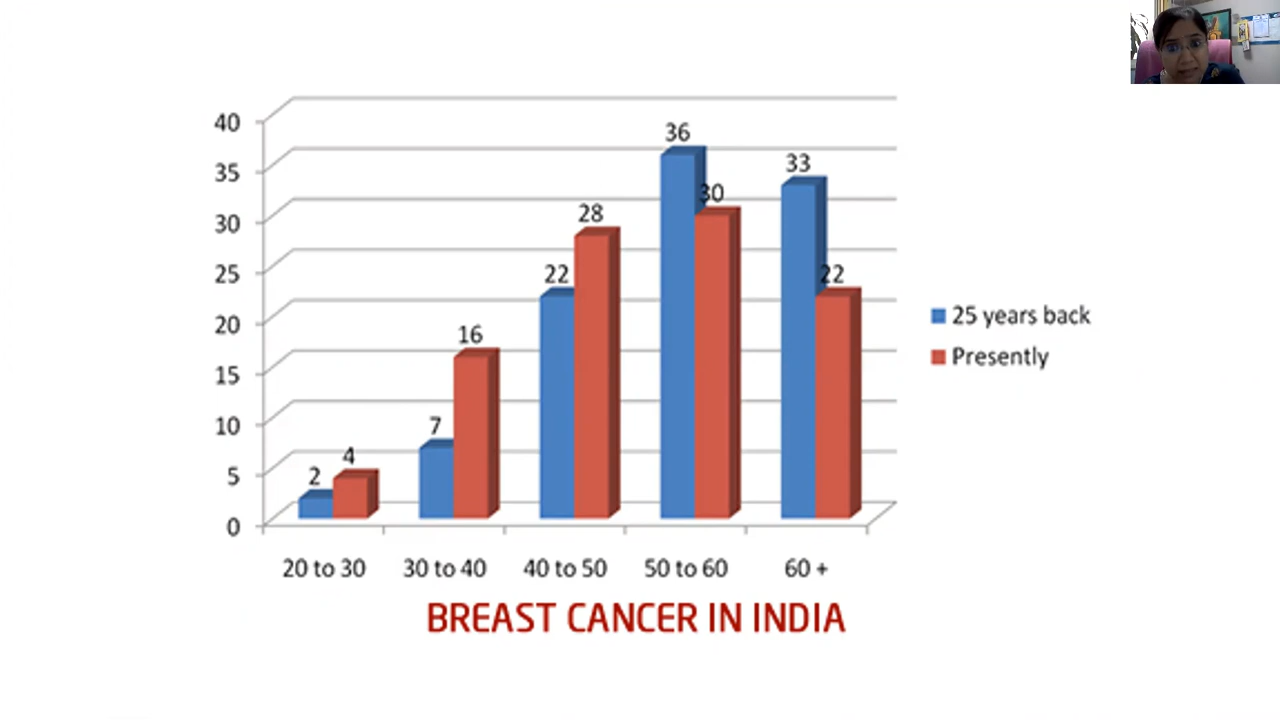 40
35
30
25
20
15
10
5
0
2
4
7
16
22
28
36
30
33
22
20 to 30
30 to 40
40 to 50
50 to 60
60 +
25 years back
Presently
BREAST CANCER IN INDIA